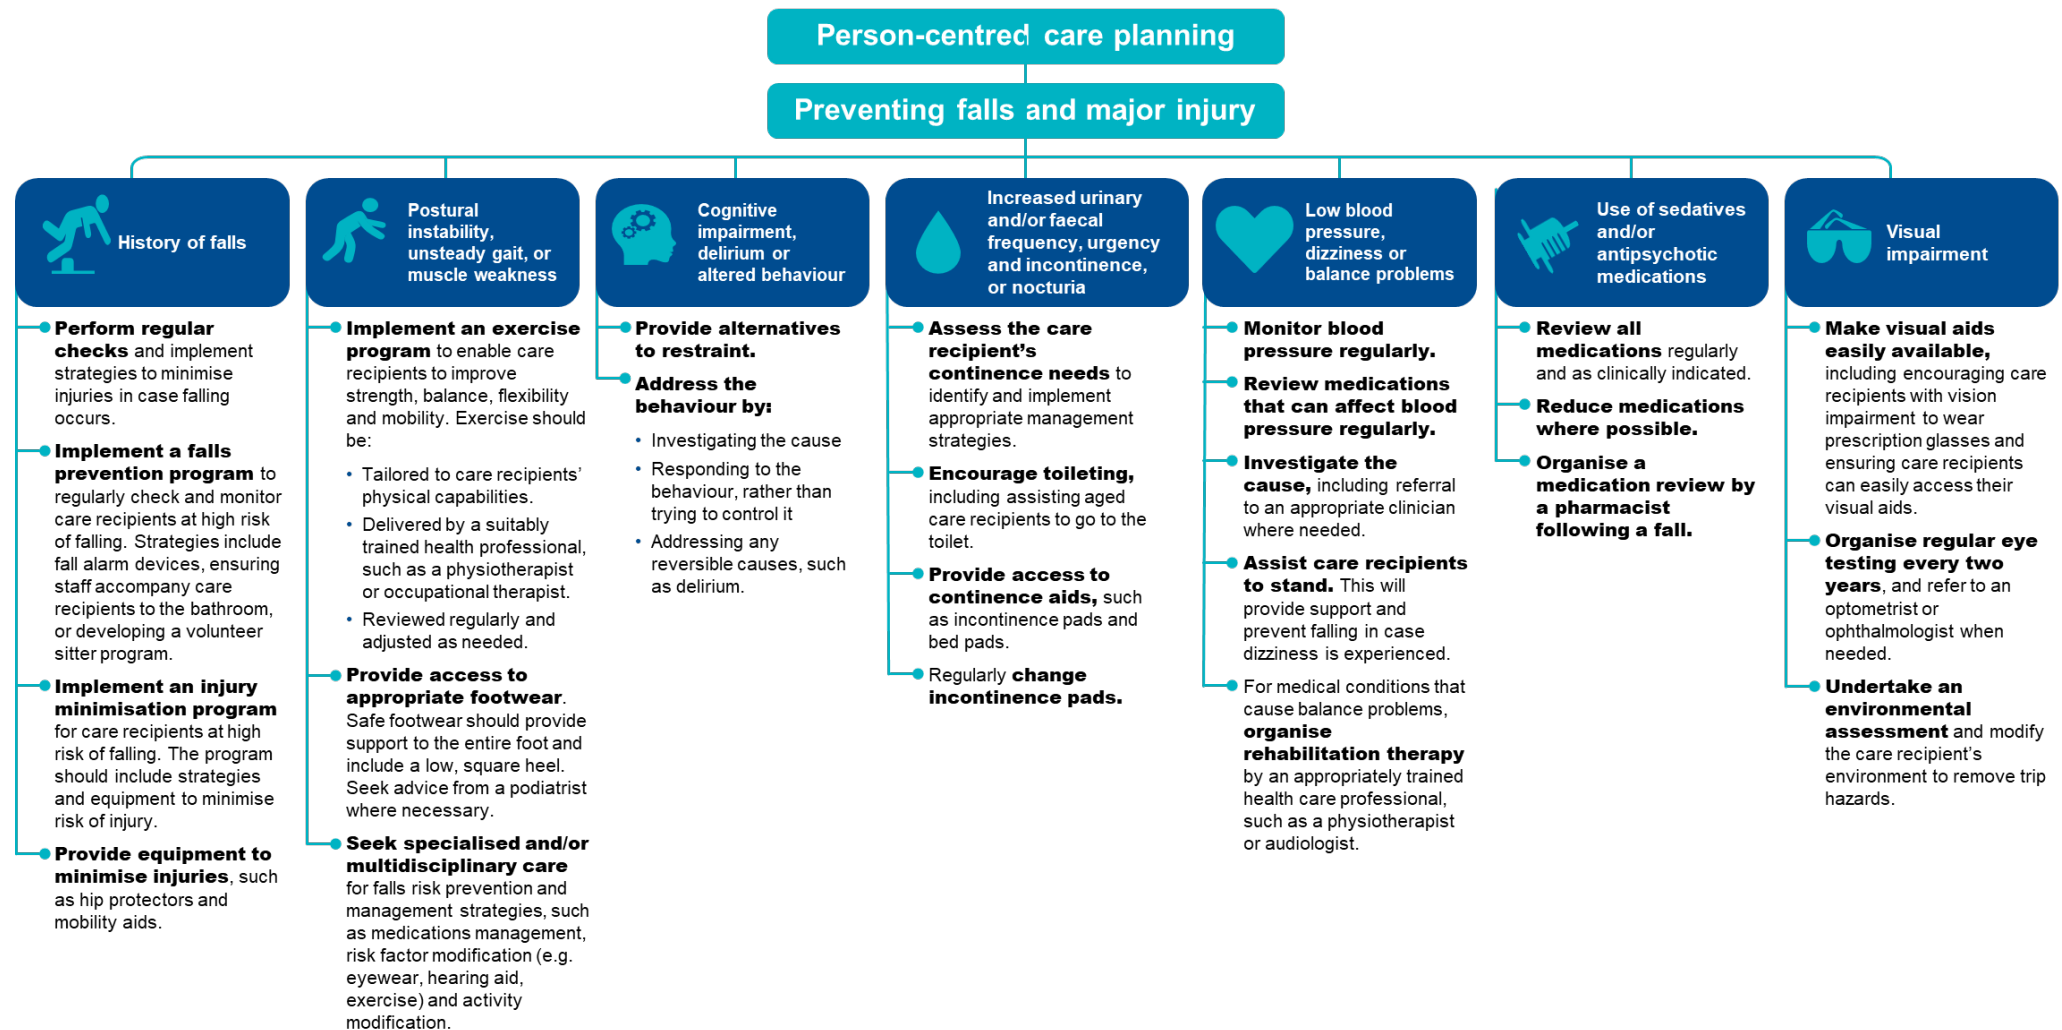 Person-centred care planning
Preventing falls and major injury
History of falls
Perform regular
checks and implement
strategies to minimise
injuries in case falling
occurs.
Implement a falls
prevention program to
regularly check and monitor
care recipients at high risk
of falling. Strategies include
fall alarm devices, ensuring
staff accompany care
recipients to the bathroom,
or developing a volunteer
sitter program.
Implement an injury
minimisation program
for care recipients at high
risk of falling. The program
should include strategies
and equipment to minimise
risk of injury.
Provide equipment to
minimise injuries, such
as hip protectors and
mobility aids.
Postural
instability,
unsteady gait, or
muscle weakness
Implement an exercise
program to enable care
recipients to improve
strength, balance, flexibility
and mobility. Exercise should
be:
• Tailored to care recipients’
physical capabilities.
• Delivered by a suitably
trained health professional,
such as a physiotherapist
or occupational therapist.
• Reviewed regularly and
adjusted as needed.
Provide access to
appropriate footwear.
Safe footwear should provide
support to the entire foot and
include a low, square heel.
Seek advice from a podiatrist
where necessary.
Seek specialised and/or
multidisciplinary care
for falls risk prevention and
management strategies, such
as medications management,
risk factor modification (e.g.
eyewear, hearing aid,
exercise) and activity
modification.
Cognitive
impairment,
delirium or
altered behaviour
Provide alternatives
to restraint.
Address the
behaviour by:
• Investigating the cause
• Responding to the
behaviour, rather than
trying to control it
• Addressing any
reversible causes, such
as delirium.
Increased urinary
and/or faecal
frequency, urgency
and incontinence,
or nocturia
Assess the care
recipient’s
continence needs to
identify and implement
appropriate management
strategies.
Encourage toileting,
including assisting aged
care recipients to go to the
toilet.
Provide access to
continence aids, such
as incontinence pads and
bed pads.
Regularly change
incontinence pads.
Low blood
pressure,
dizziness or
balance problems
Monitor blood
pressure regularly.
Review medications
that can affect blood
pressure regularly.
Investigate the
cause, including referral
to an appropriate clinician
where needed.
Assist care recipients
to stand. This will
provide support and
prevent falling in case
dizziness is experienced.
For medical conditions that
cause balance problems,
organise
rehabilitation therapy
by an appropriately trained
health care professional,
such as a physiotherapist
or audiologist.
Use of sedatives
and/or
antipsychotic
medications
Review all
medications regularly
and as clinically indicated.
Reduce medications
where possible.
Organise a
medication review by
a pharmacist
following a fall.
Visual
impairment
Make visual aids
easily available,
including encouraging care
recipients with vision
impairment to wear
prescription glasses and
ensuring care recipients
can easily access their
visual aids.
Organise regular eye
testing every two
years, and refer to an
optometrist or
ophthalmologist when
needed.
Undertake an
environmental
assessment and modify
the care recipient’s
environment to remove trip
hazards.